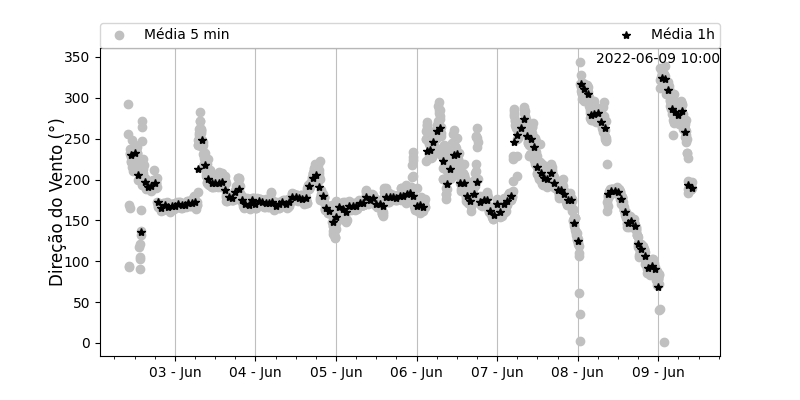 Média 5 min
Média 1h
2022-06-09 10:00
Direção do Vento (°)
350
300
250
200
150
100
50
0
03 - Jun
04 - Jun
05 - Jun
06 - Jun
07 - Jun
08 - Jun
09 - Jun